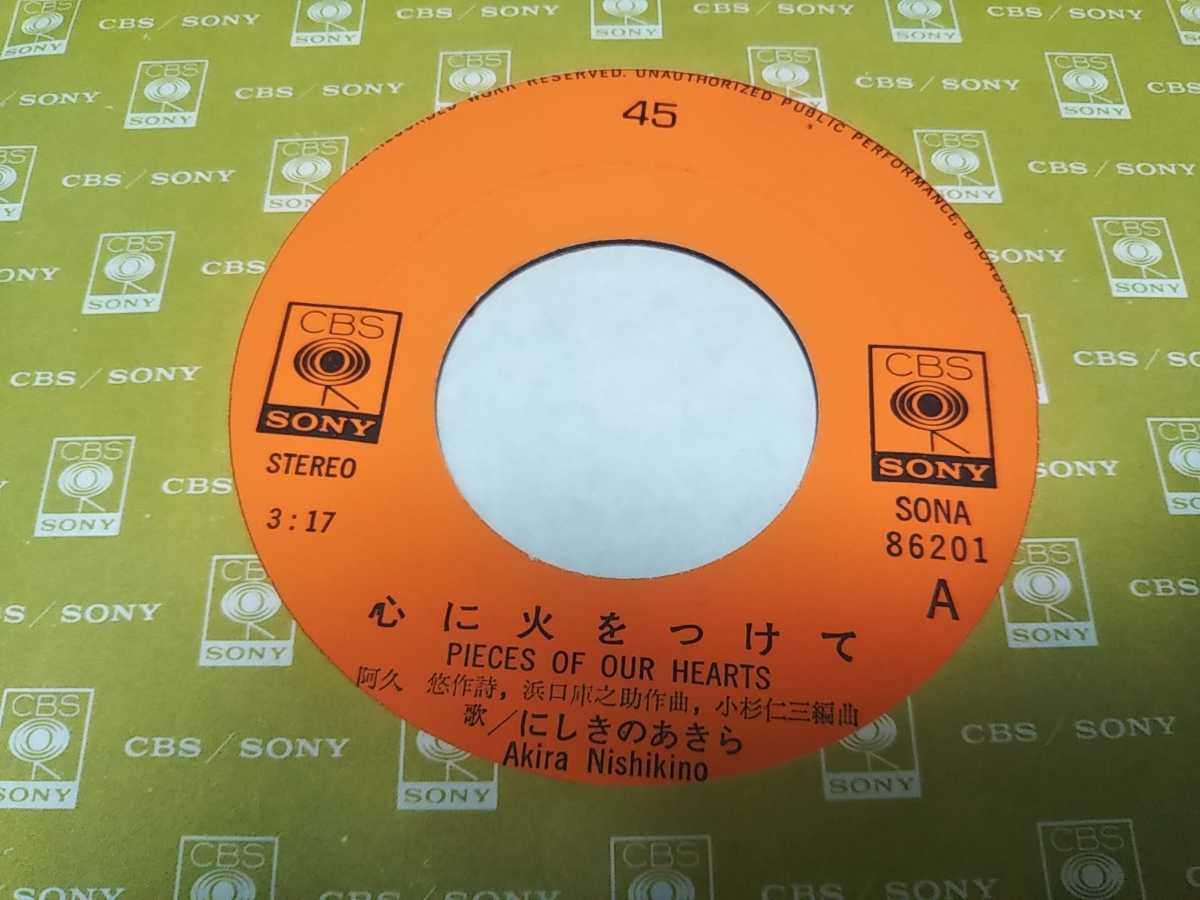 WORK RESERVED. UNAUTHORIZED PUBLIC PERFORMANCE,
45
CBS
SONY
STEREO
3:17
CBS
SONY
SONA
86201
A
心に火をつけて
PIECES OF OUR HEARTS
阿久 悠作詩, 浜口庫之助作曲, 小杉仁三編曲
歌／にしきのあきら
Akira Nishikino
CBS/SONY